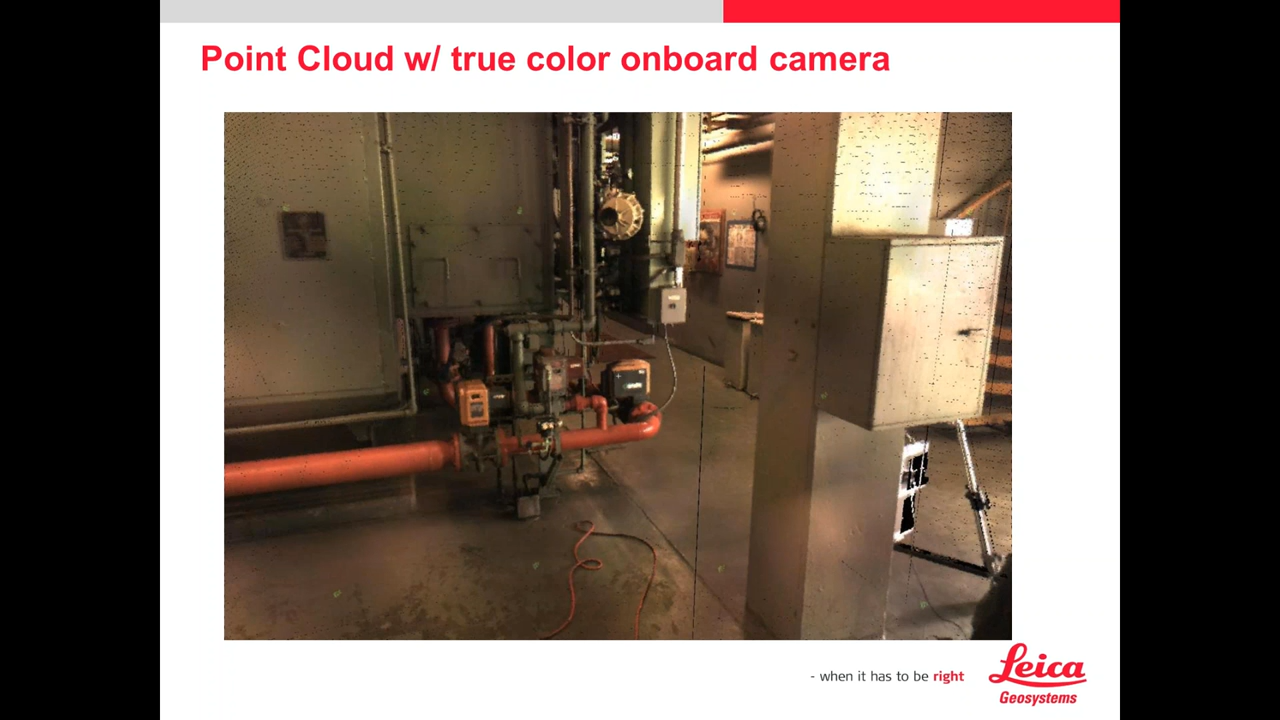 Point Cloud w/ true color onboard camera
- when it has to be right
Leica
Geosystems